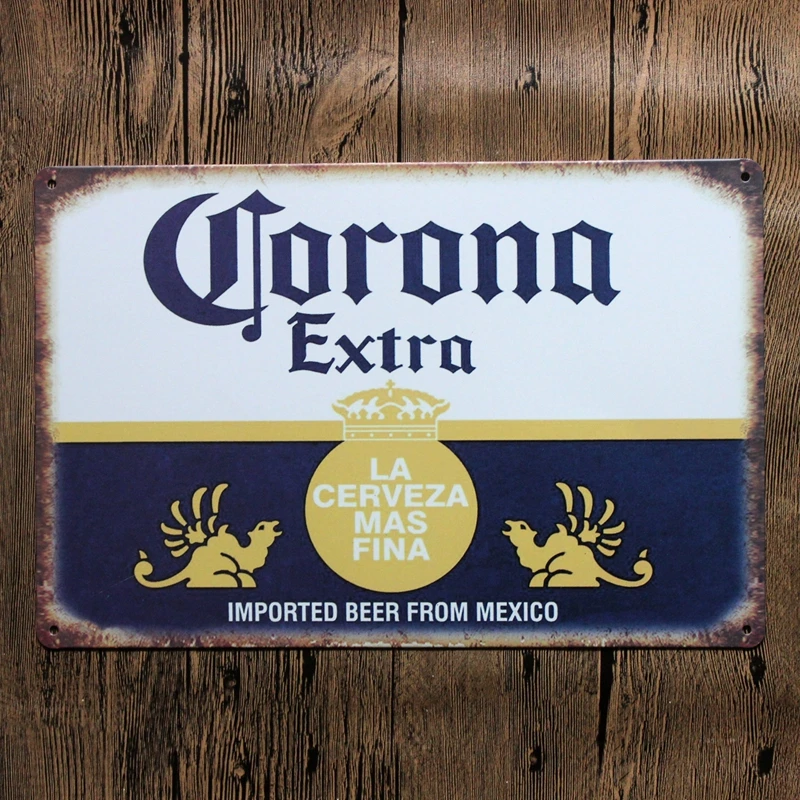 Corona
Extra
LA
CERVEZA
MAS
FINA
IMPORTED BEER FROM MEXICO